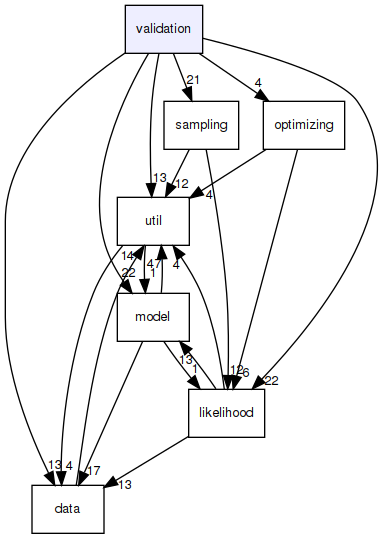 validation
21
4
sampling
optimizing
13
12
4
util
14
47
4
22
1
model
13
1
12
6
22
likelihood
13
4
17
13
data